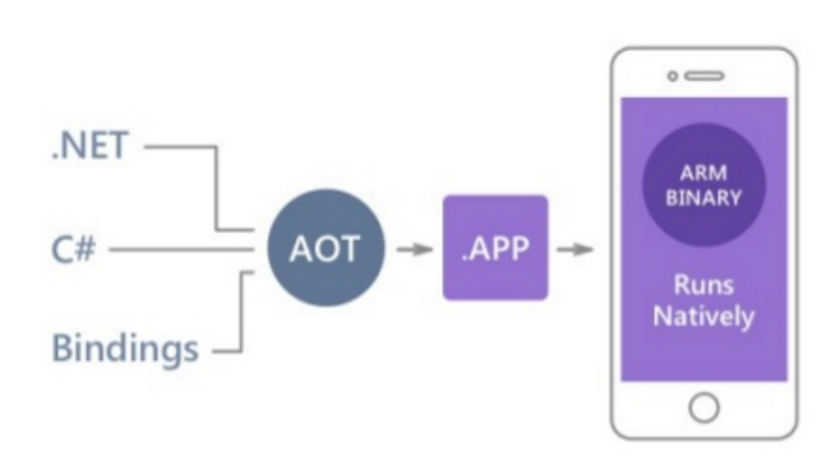 .NET
C#
Bindings
AOT
.APP
ARM
BINARY
Runs
Natively